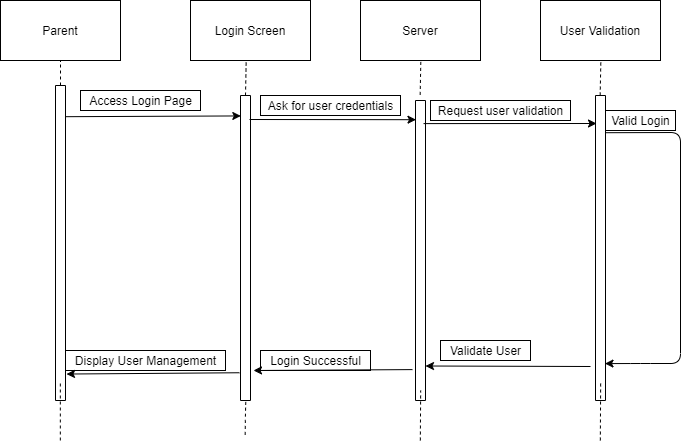 Parent
Login Screen
Server
User Validation
Access Login Page
Ask for user credentials
Request user validation
Valid Login
Display User Management
Login Successful
Validate User